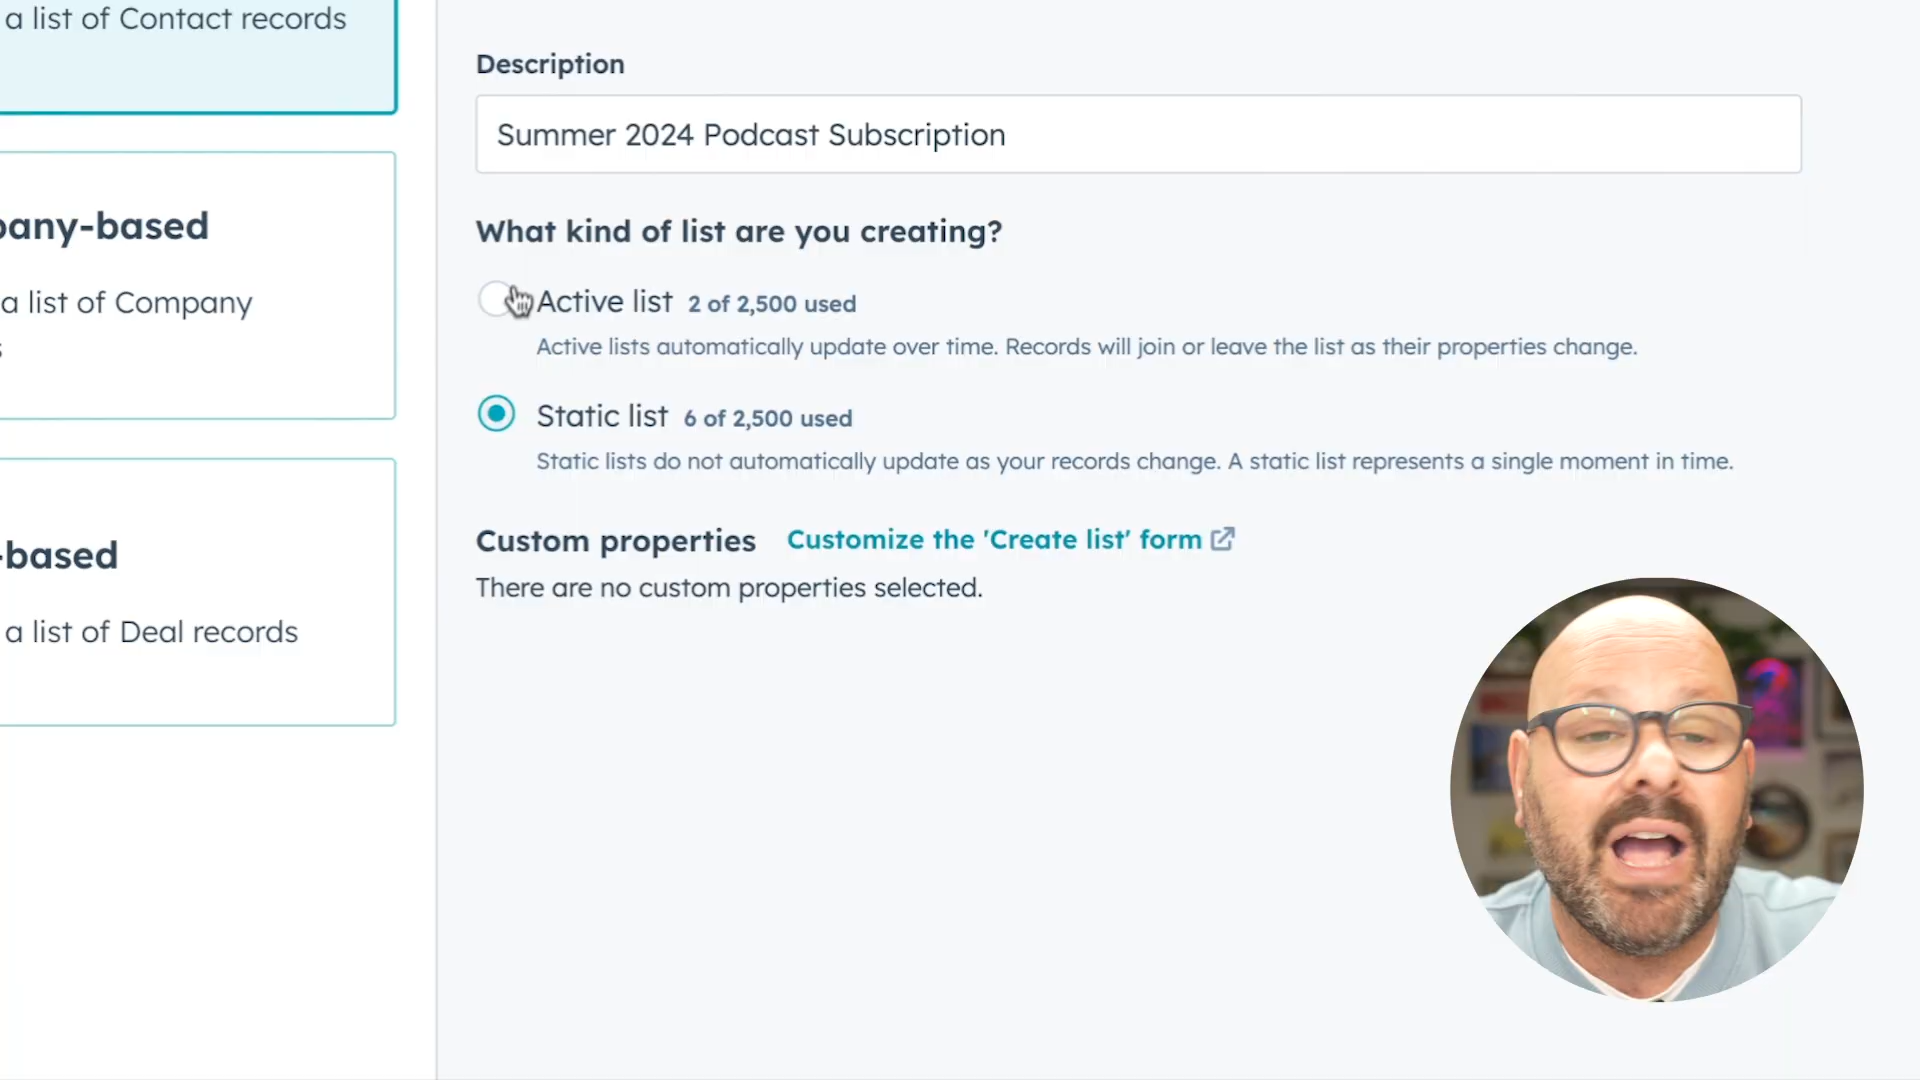 a list of Contact records
pany-based
a list of Company
s
-based
a list of Deal records
Description
Summer 2024 Podcast Subscription
What kind of list are you creating?
Active list 2 of 2,500 used
Active lists automatically update over time. Records will join or leave the list as their properties change.
Static list 6 of 2,500 used
Static lists do not automatically update as your records change. A static list represents a single moment in time.
Custom properties Customize the 'Create list' form
There are no custom properties selected.